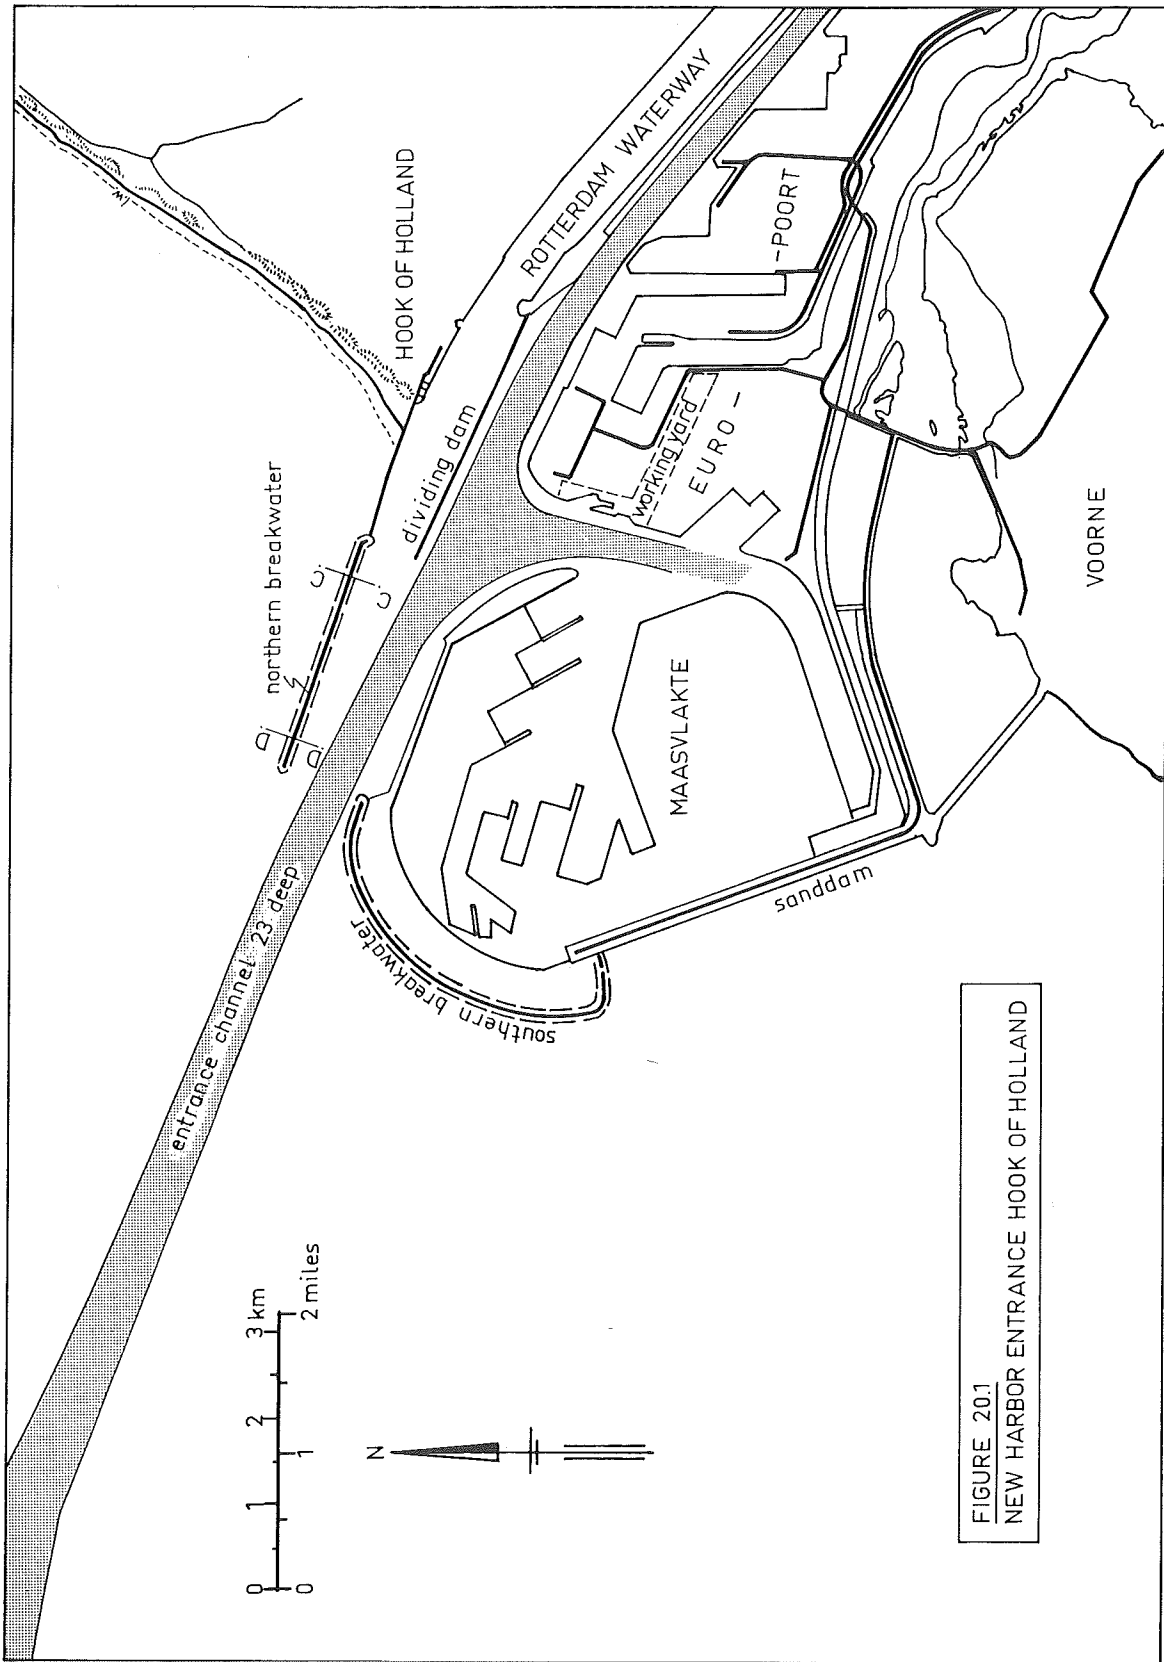 HOOK OF HOLLAND
ROTTERDAM WATERWAY
northern breakwater
dividing dam
C.
C.
D.
D.
entrance channel 23 deep
southern breakwater
MAASVLAKTE
working yard
EURO –
– POORT
sanddam
VOORNE
0 1 2 3 km
0 1 2 miles
N
FIGURE 20.1
NEW HARBOR ENTRANCE HOOK OF HOLLAND